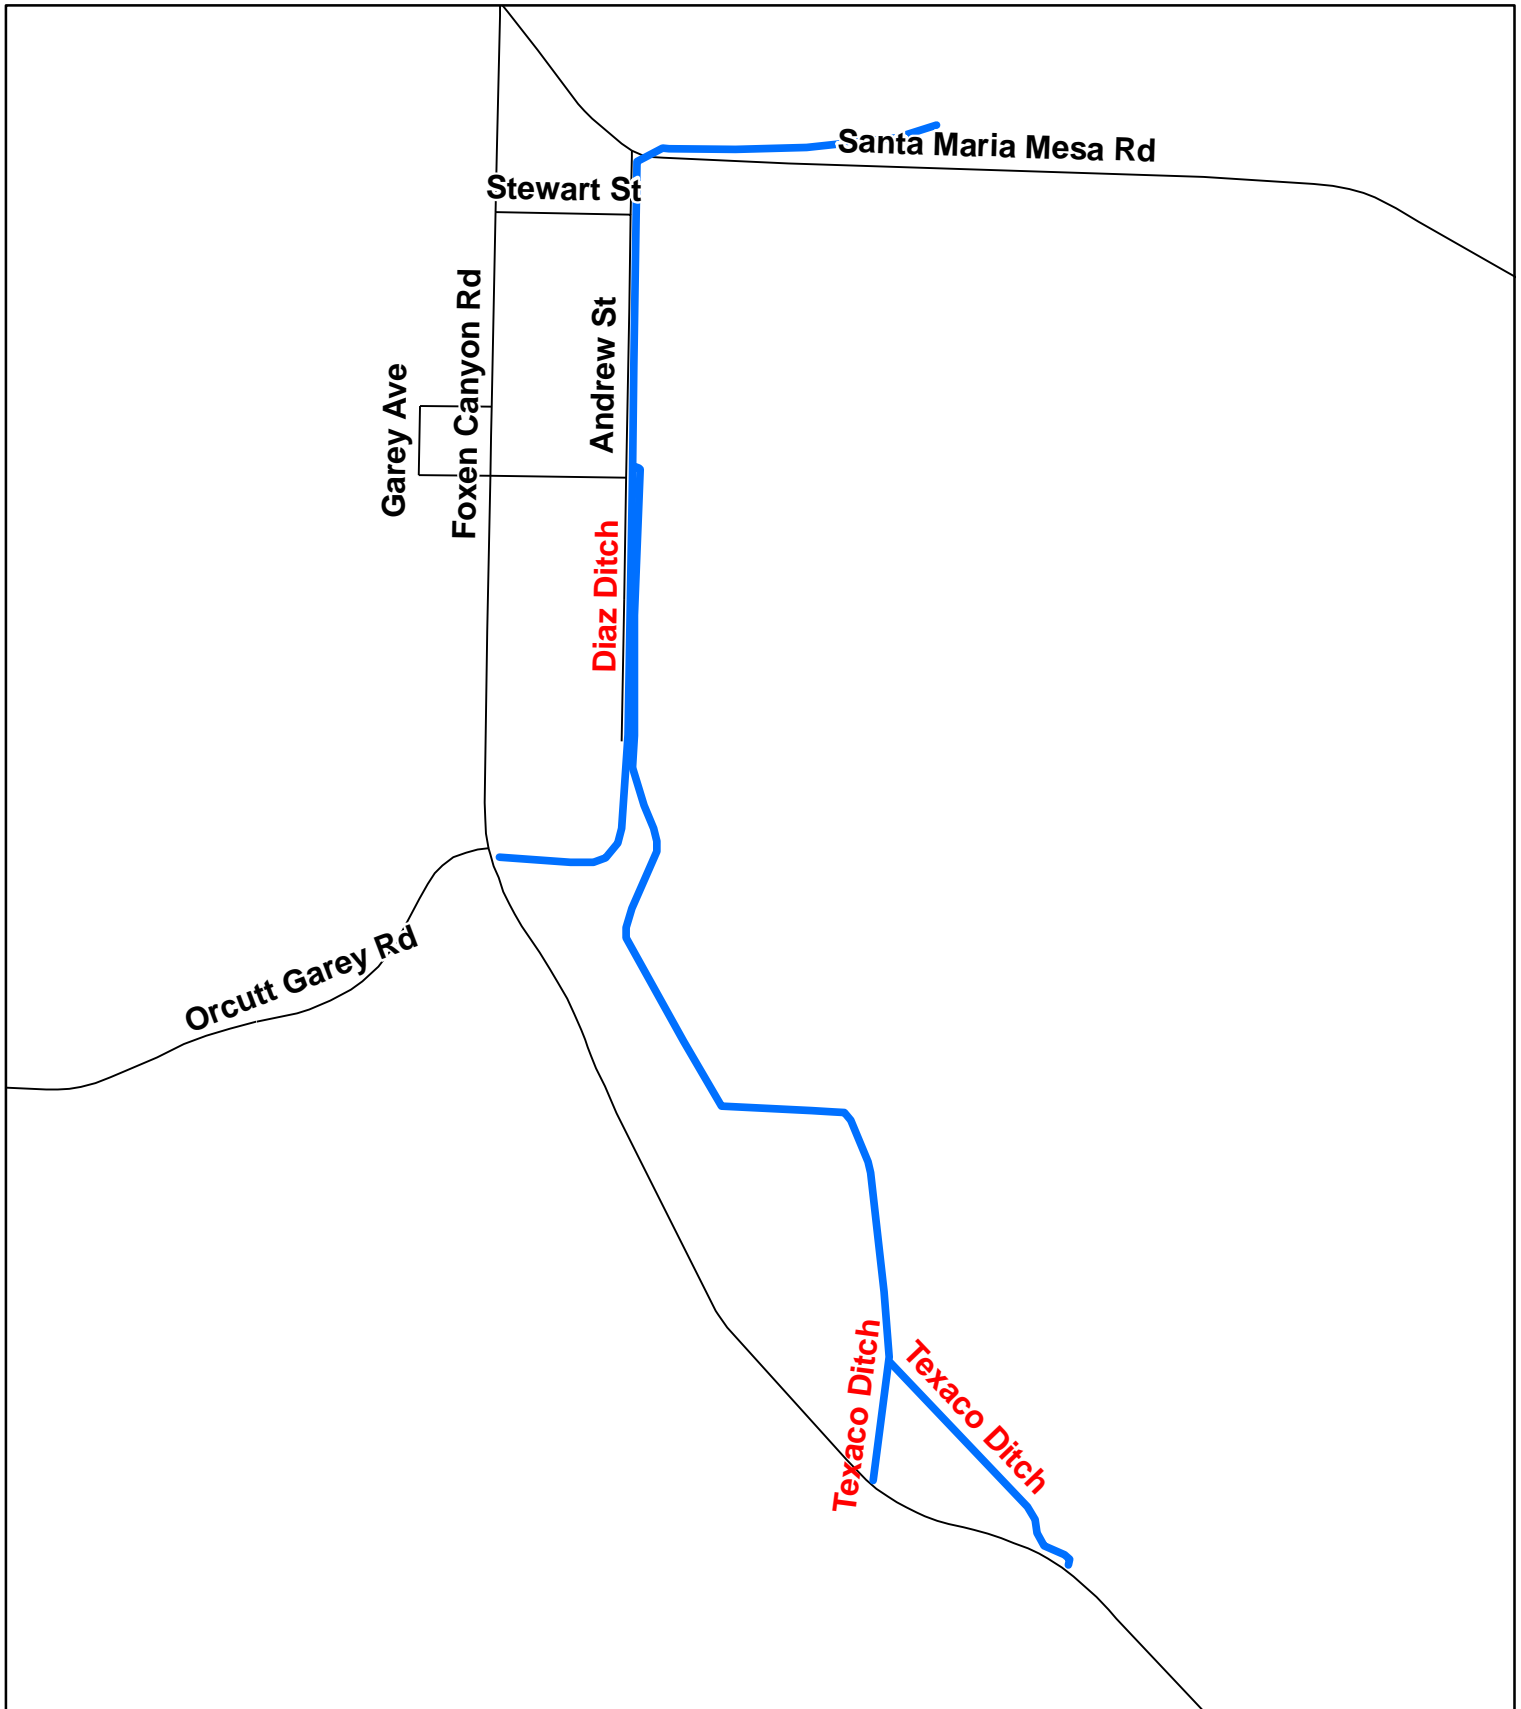 Santa Maria Mesa Rd
Stewart St
Foxen Canyon Rd
Andrew St
Garey Ave
Diaz Ditch
Orcutt Garey Rd
Texaco Ditch
Texaco Ditch